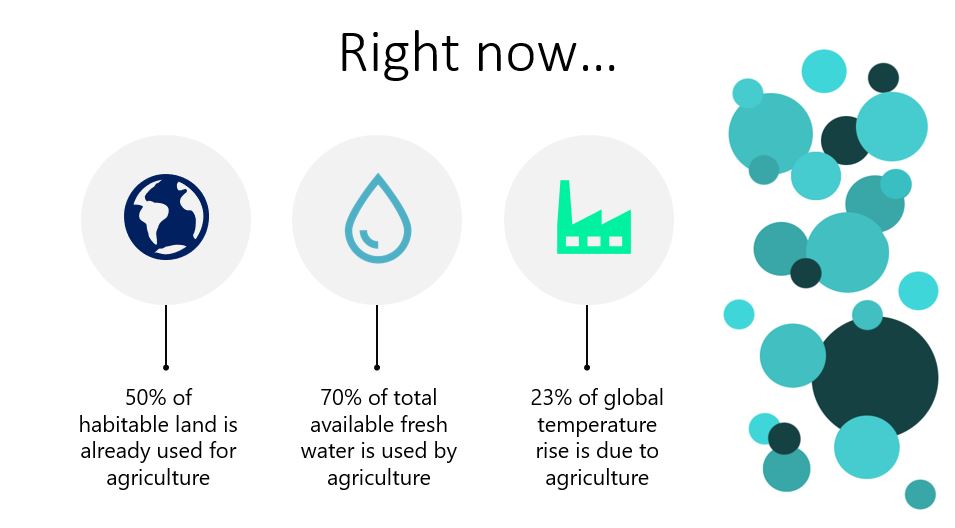 Right now...
50% of
habitable land is
already used for
agriculture
70% of total
available fresh
water is used by
agriculture
23% of global
temperature
rise is due to
agriculture